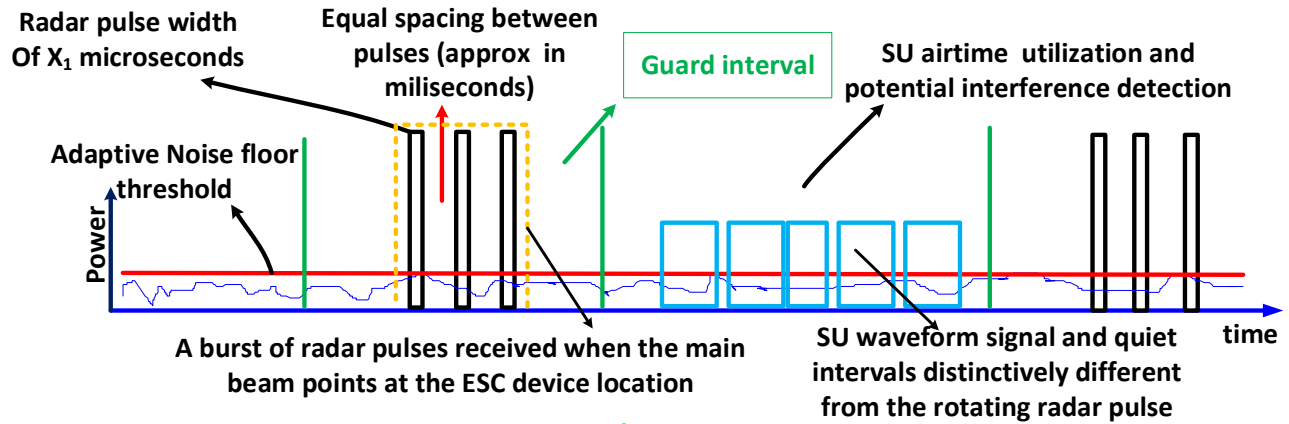 Radar pulse width
Of X₁ microseconds
Equal spacing between
pulses (approx in
miliseconds)
Guard interval
SU airtime utilization and
potential interference detection
Adaptive Noise floor
threshold
Power
time
A burst of radar pulses received when the main
beam points at the ESC device location
SU waveform signal and quiet
intervals distinctively different
from the rotating radar pulse